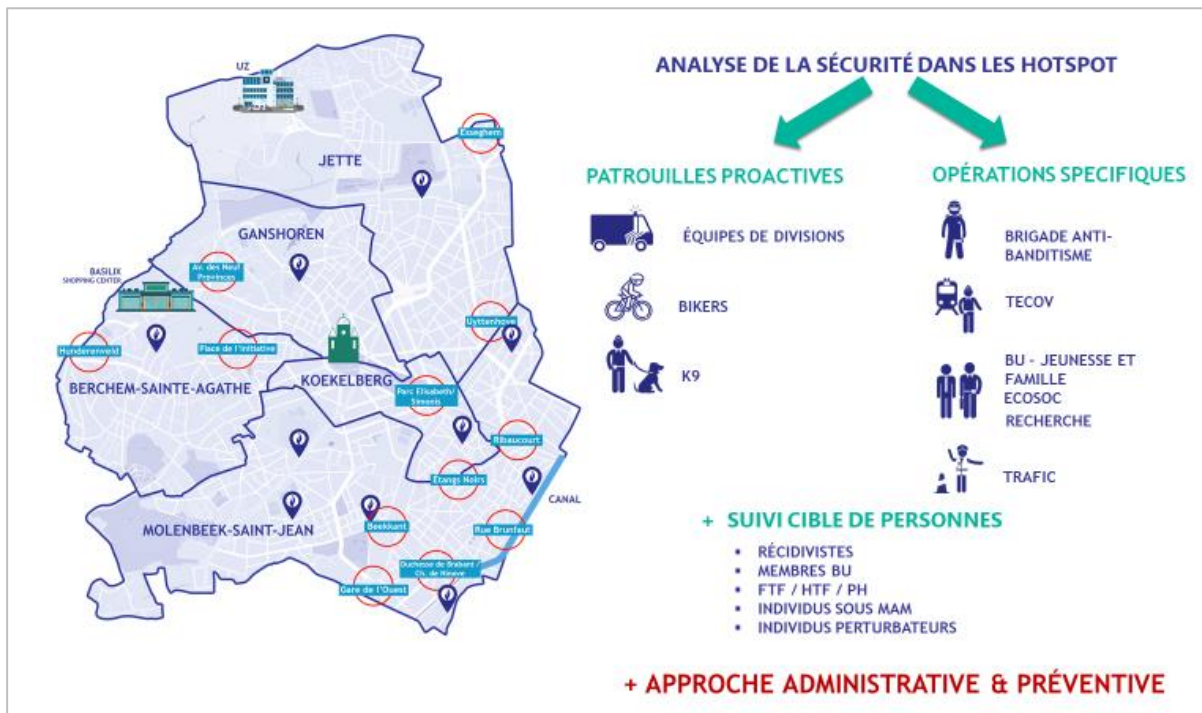 UZ
Esseghem
JETTE
GANSHOREN
Av. des Neuf
Provinces
BASILIX
SHOPPING CENTER
Uyttenhove
Hunderenveld
Place de l'Initiative
BERCHEM-SAINTE-AGATHE
KOEKELBERG
Parc Elisabeth/
Simonis
Ribaucourt
Etangs Noirs
CANAL
MOLENBEEK-SAINT-JEAN
Beekkant
Rue Brunfaut
Duchesse de Brabant /
Ch. de Ninove
Gare de l'Ouest
ANALYSE DE LA SÉCURITÉ DANS LES HOTSPOT
PATROUILLES PROACTIVES
ÉQUIPES DE DIVISIONS
BIKERS
K9
OPÉRATIONS SPECIFIQUES
BRIGADE ANTI-
BANDITISME
TECOV
BU - JEUNESSE ET
FAMILLE
ECOSOC
RECHERCHE
TRAFIC
+ SUIVI CIBLE DE PERSONNES
• RÉCIDIVISTES
• MEMBRES BU
• FTF / HTF / PH
• INDIVIDUS SOUS MAM
• INDIVIDUS PERTURBATEURS
+ APPROCHE ADMINISTRATIVE & PRÉVENTIVE